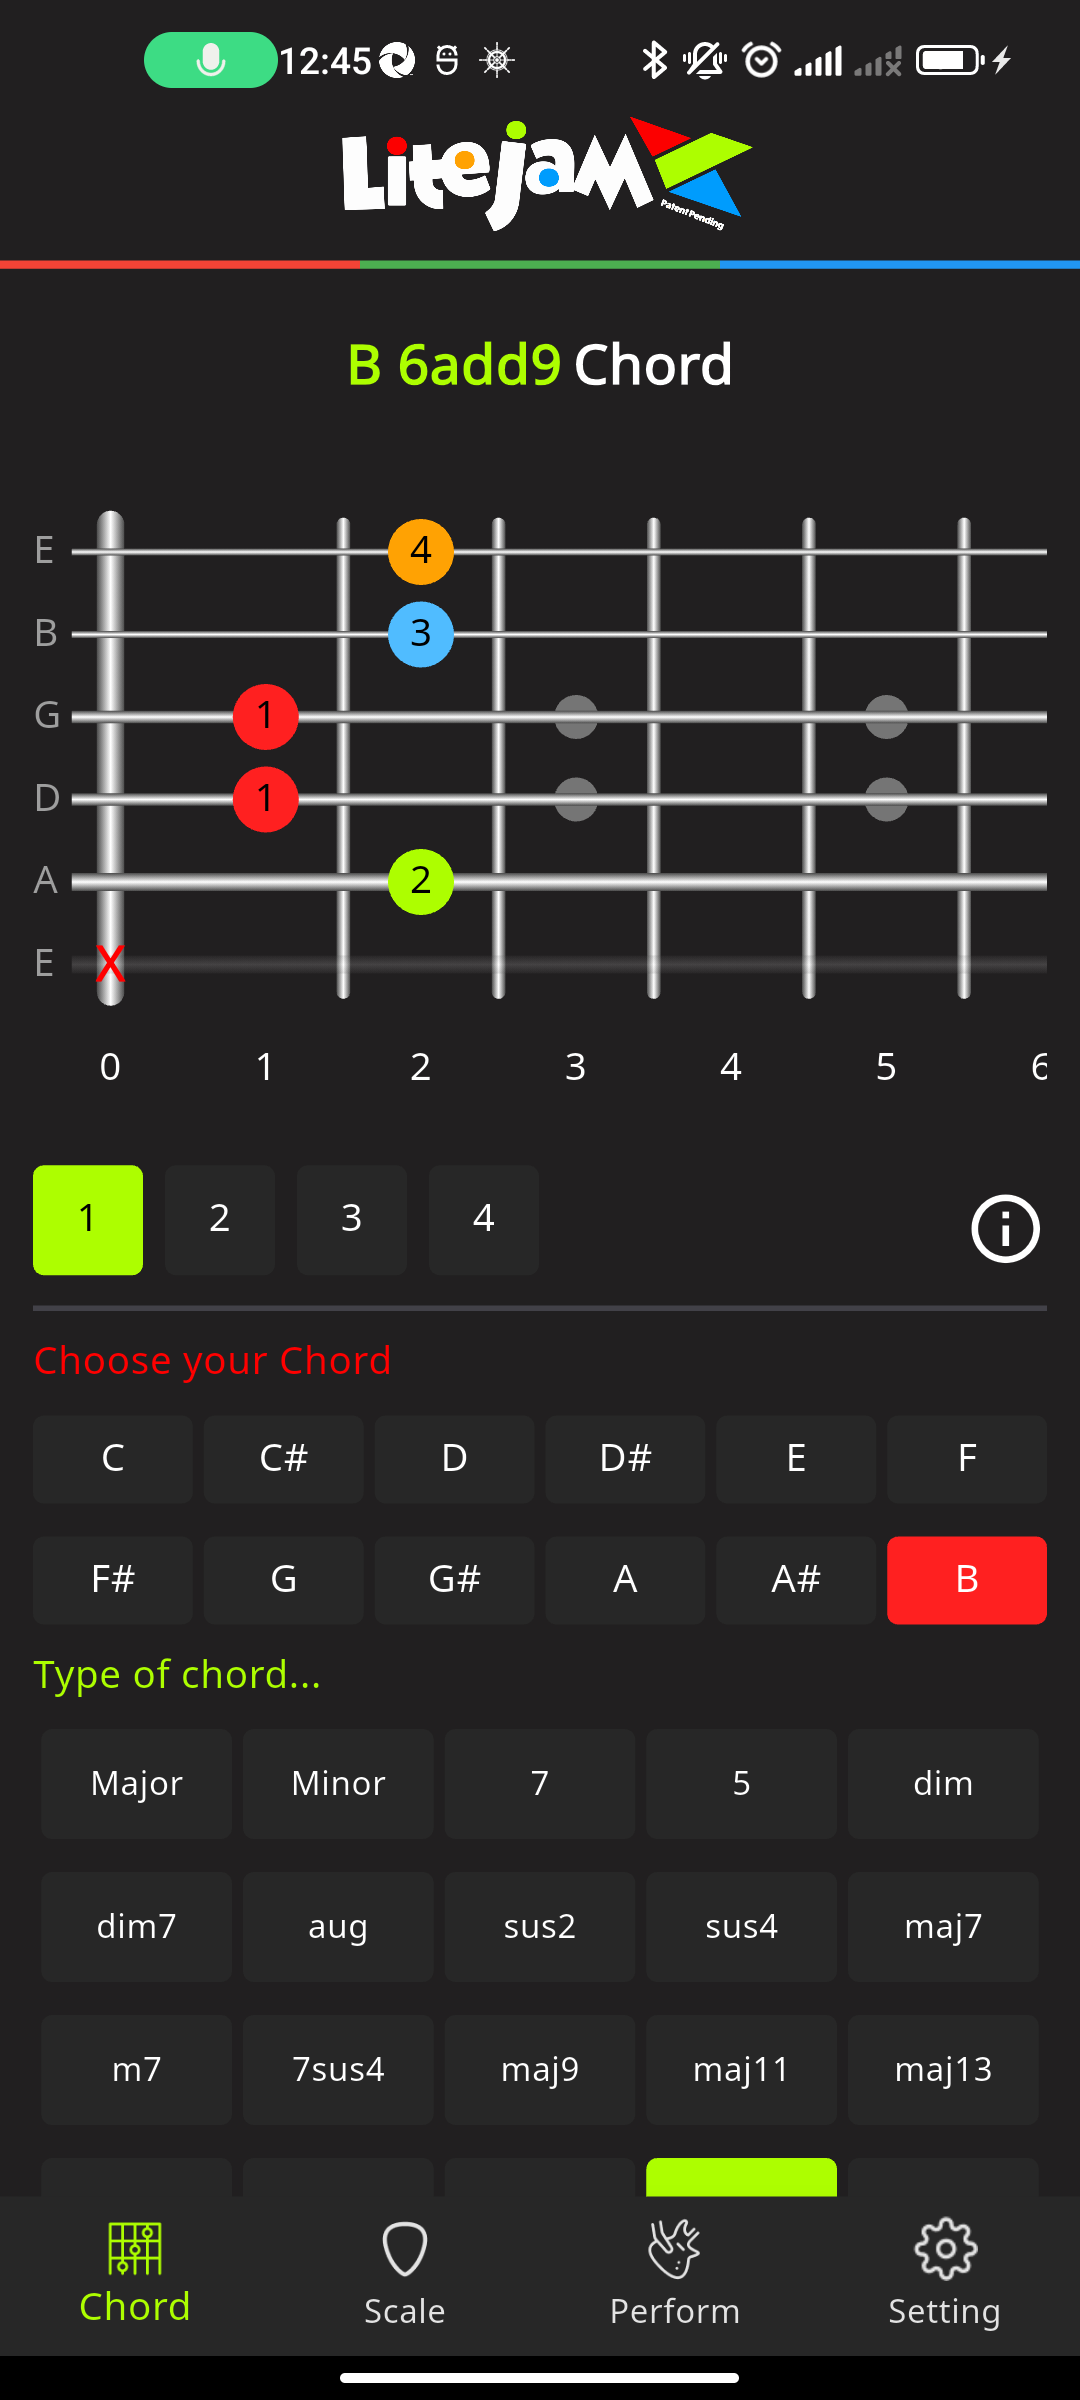 12:45
LiteJam
Patent Pending
B 6add9 Chord
E 4
B 3
G 1
D 1
A 2
E X
0 1 2 3 4 5 6
1 2 3 4
Choose your Chord
C C# D D# E F
F# G G# A A# B
Type of chord...
Major Minor 7 5 dim
dim7 aug sus2 sus4 maj7
m7 7sus4 maj9 maj11 maj13
Chord Scale Perform Setting